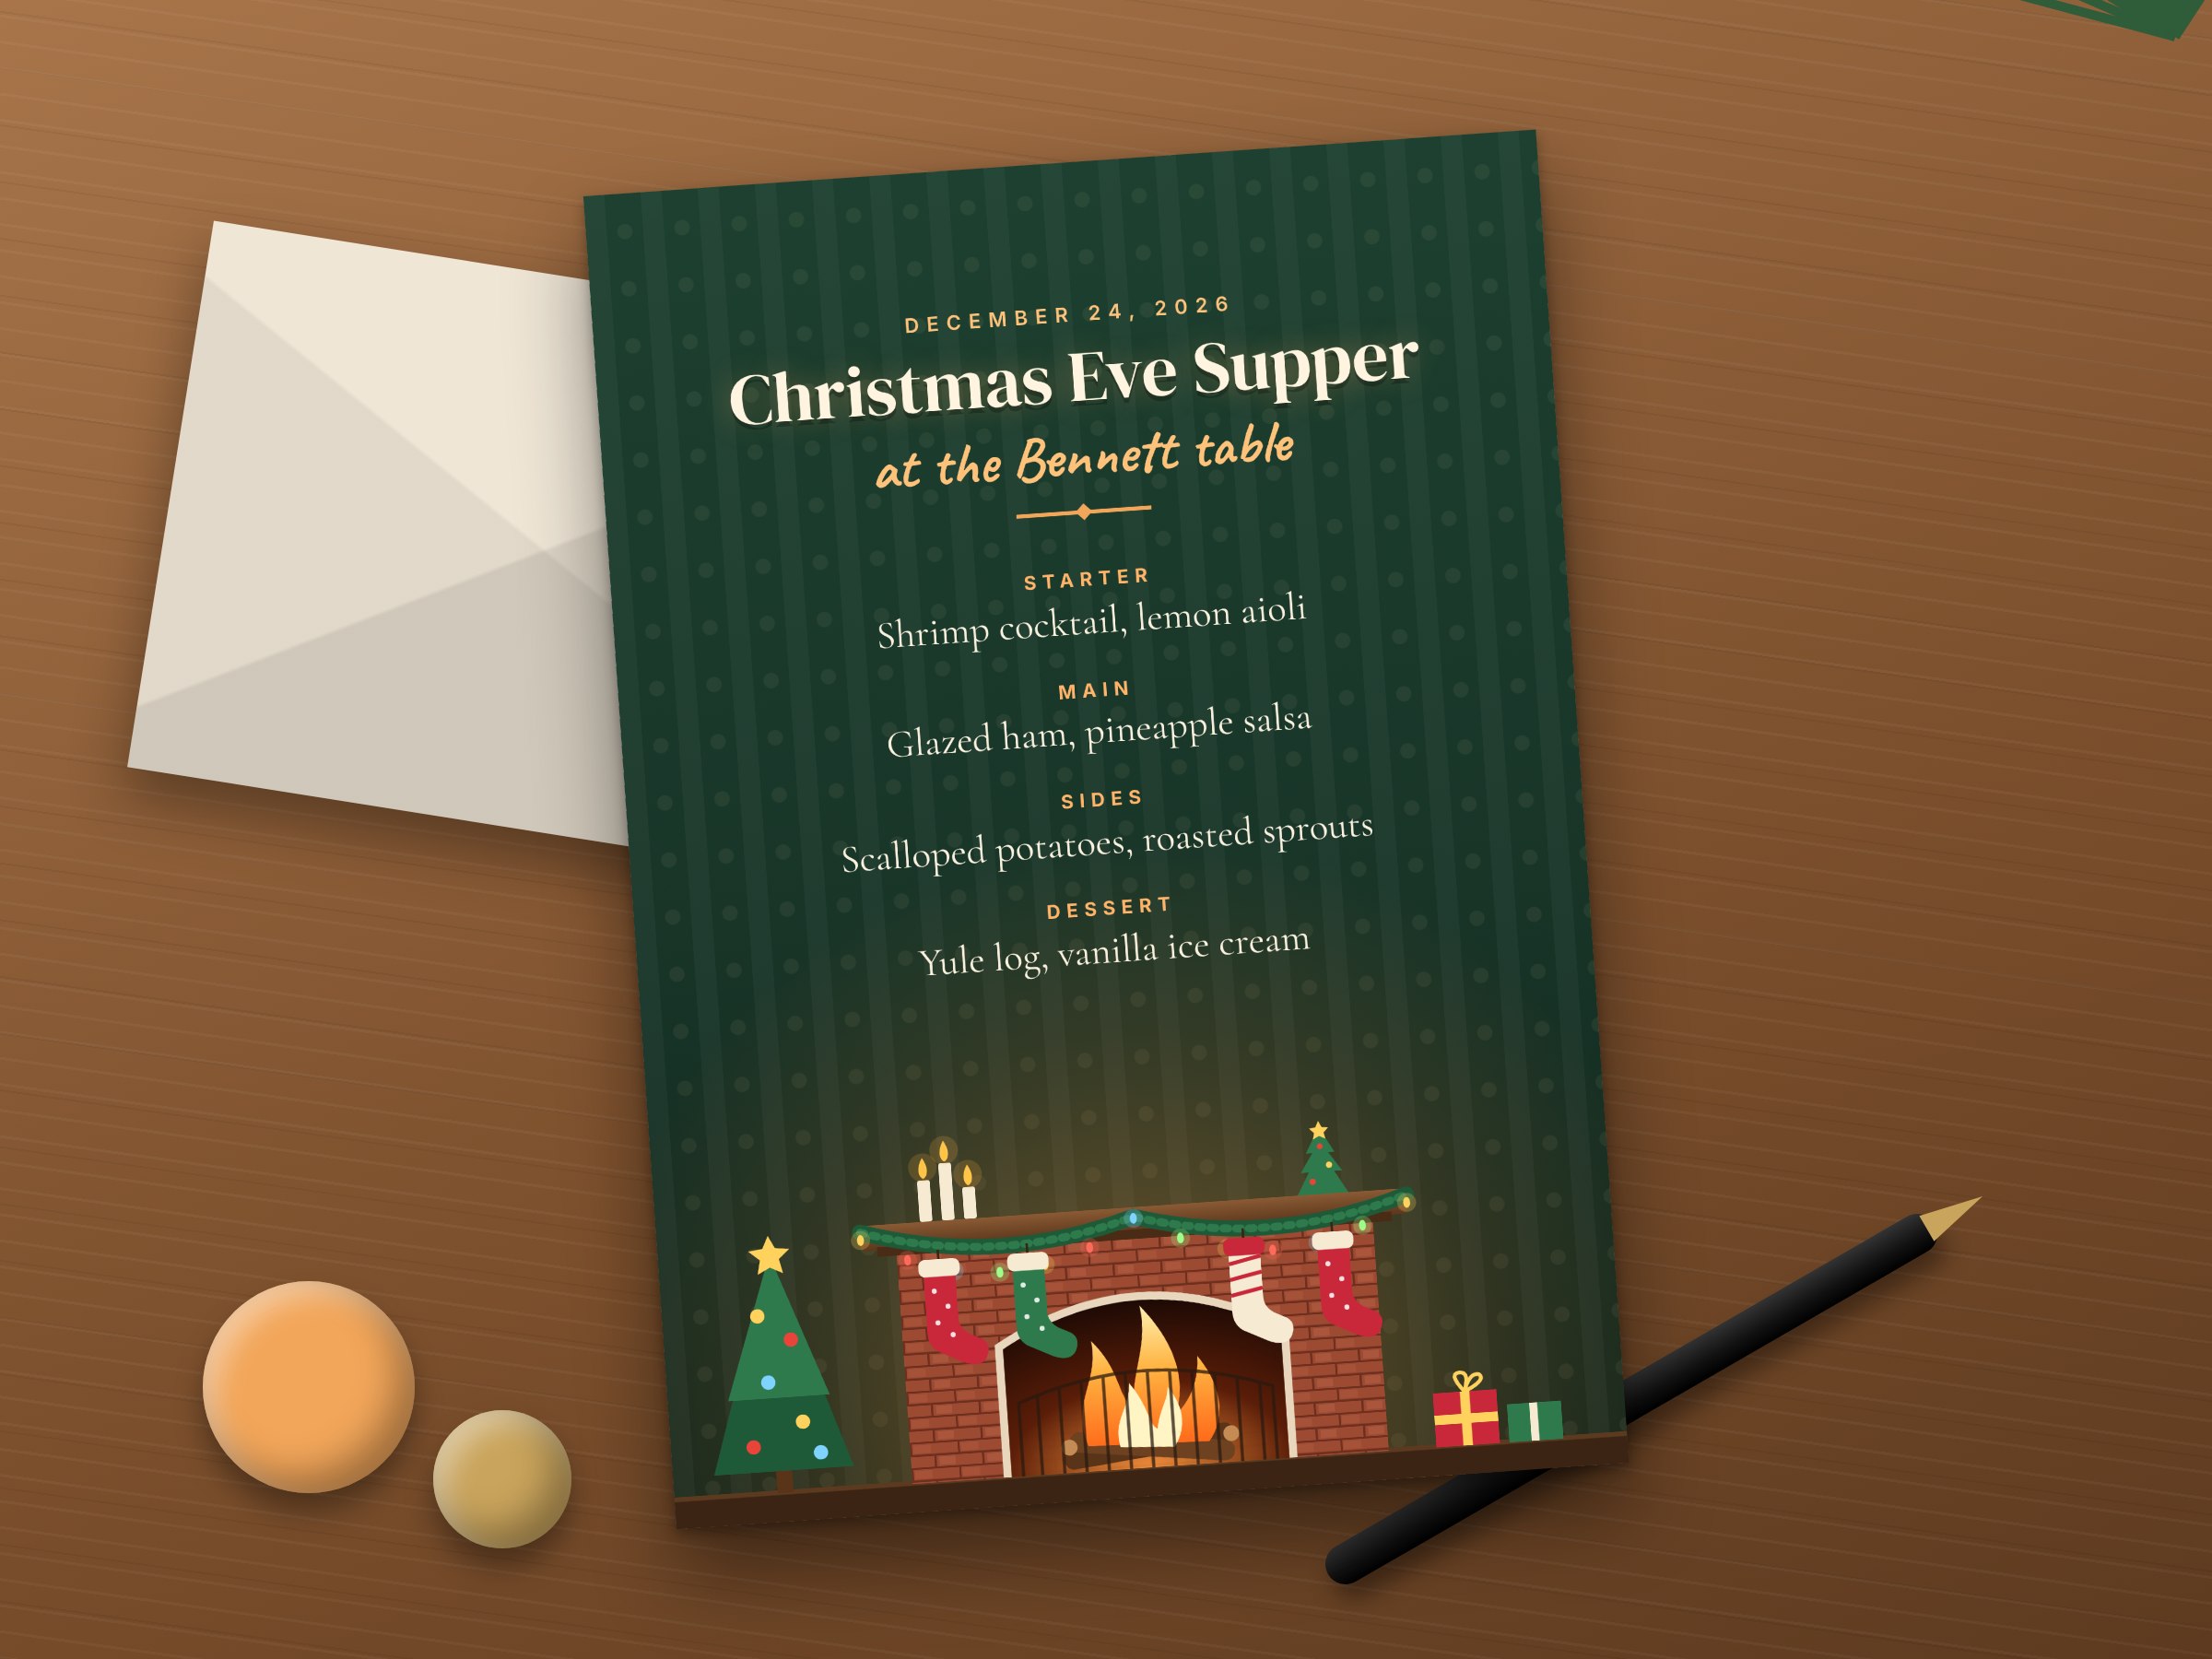 DECEMBER 24, 2026
Christmas Eve Supper
at the Bennett table
STARTER
Shrimp cocktail, lemon aioli
MAIN
Glazed ham, pineapple salsa
SIDES
Scalloped potatoes, roasted sprouts
DESSERT
Yule log, vanilla ice cream